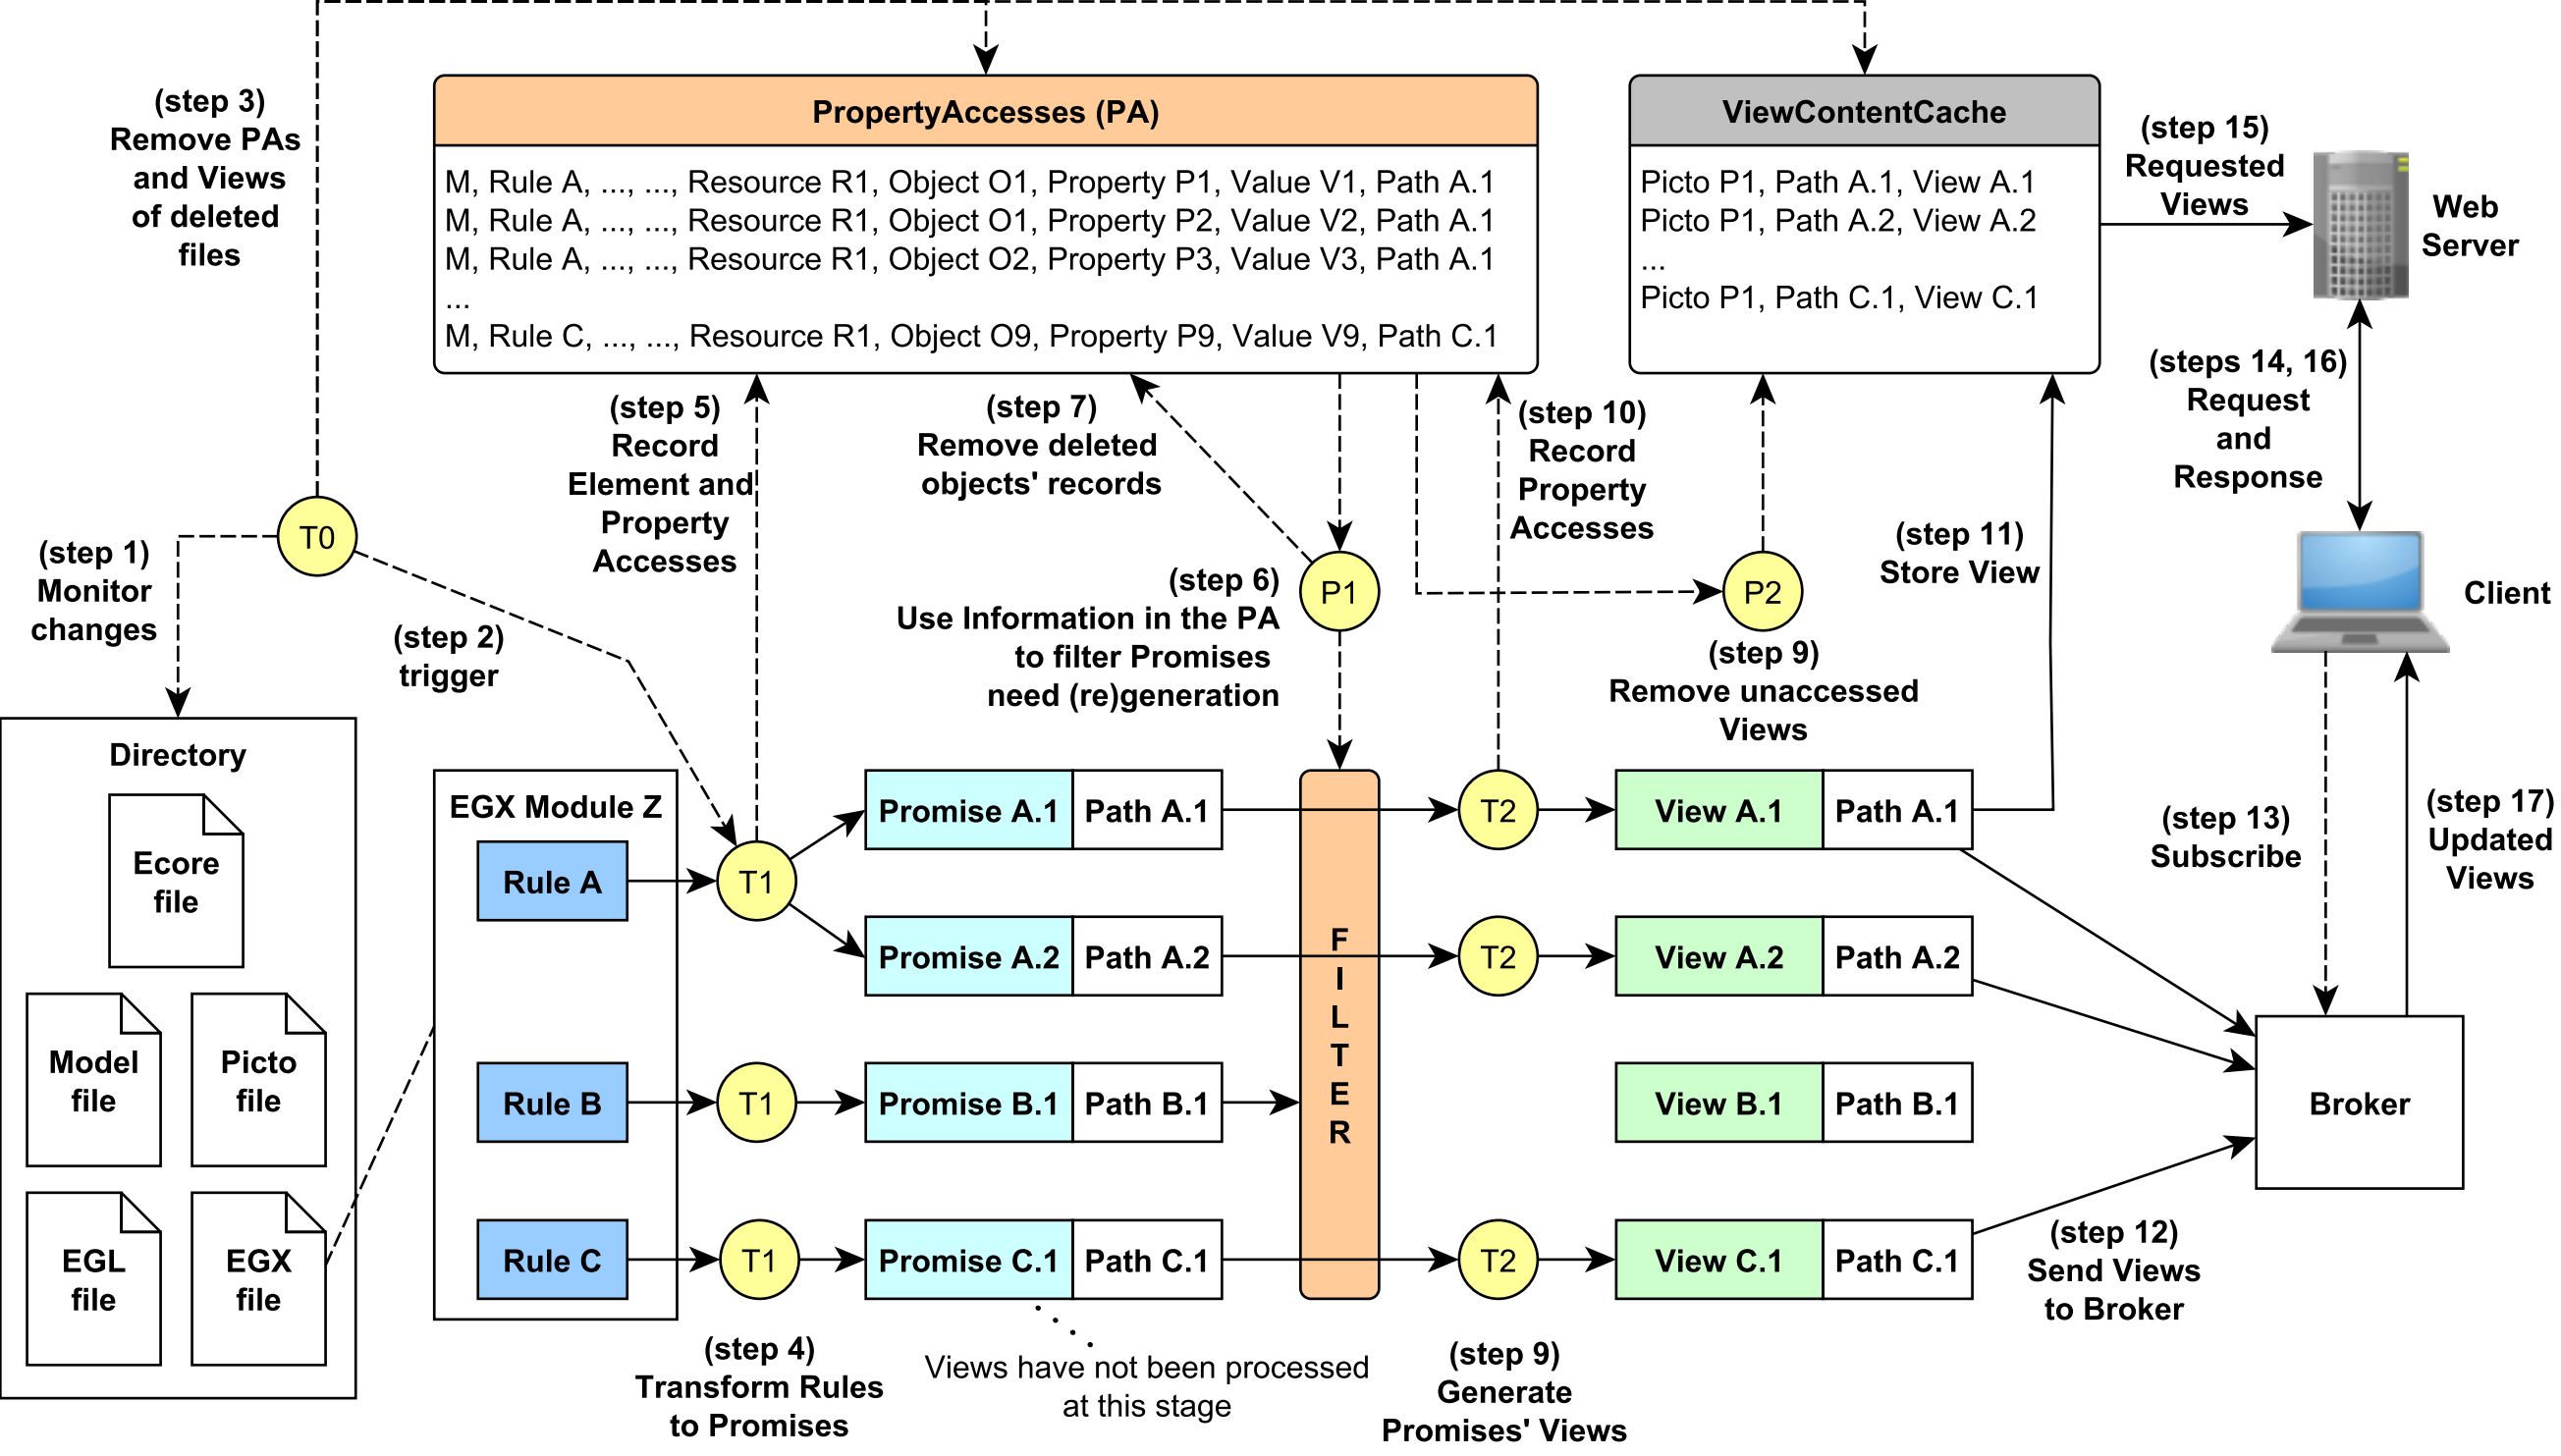 (step 3)
Remove PAs
and Views
of deleted
files
PropertyAccesses (PA)
M, Rule A, ..., ..., Resource R1, Object O1, Property P1, Value V1, Path A.1
M, Rule A, ..., ..., Resource R1, Object O1, Property P2, Value V2, Path A.1
M, Rule A, ..., ..., Resource R1, Object O2, Property P3, Value V3, Path A.1
...
M, Rule C, ..., ..., Resource R1, Object O9, Property P9, Value V9, Path C.1
ViewContentCache
Picto P1, Path A.1, View A.1
Picto P1, Path A.2, View A.2
...
Picto P1, Path C.1, View C.1
(step 15)
Requested
Views
Web
Server
(steps 14, 16)
Request
and
Response
Client
T0
(step 1)
Monitor
changes
(step 2)
trigger
(step 5)
Record
Element and
Property
Accesses
(step 7)
Remove deleted
objects' records
(step 6)
Use Information in the PA
to filter Promises
need (re)generation
P1
(step 10)
Record
Property
Accesses
P2
(step 9)
Remove unaccessed
Views
(step 11)
Store View
Directory
Ecore
file
Model
file
Picto
file
EGL
file
EGX
file
EGX Module Z
Rule A
Rule B
Rule C
T1
T1
T1
(step 4)
Transform Rules
to Promises
Promise A.1
Path A.1
Promise A.2
Path A.2
Promise B.1
Path B.1
Promise C.1
Path C.1
Views have not been processed
at this stage
F
I
L
T
E
R
T2
T2
T2
(step 9)
Generate
Promises' Views
View A.1
Path A.1
View A.2
Path A.2
View B.1
Path B.1
View C.1
Path C.1
(step 12)
Send Views
to Broker
(step 13)
Subscribe
(step 17)
Updated
Views
Broker